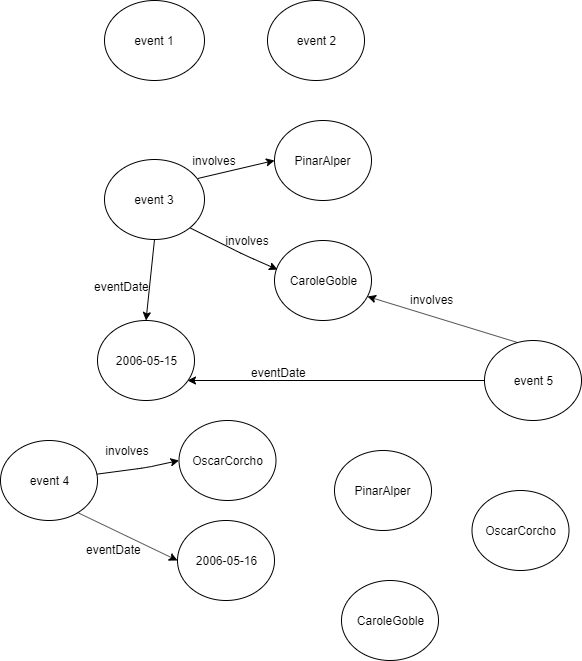 event 1
event 2
involves
PinarAlper
event 3
involves
CaroleGoble
eventDate
involves
2006-05-15
eventDate
event 5
involves
OscarCorcho
event 4
PinarAlper
OscarCorcho
eventDate
2006-05-16
CaroleGoble